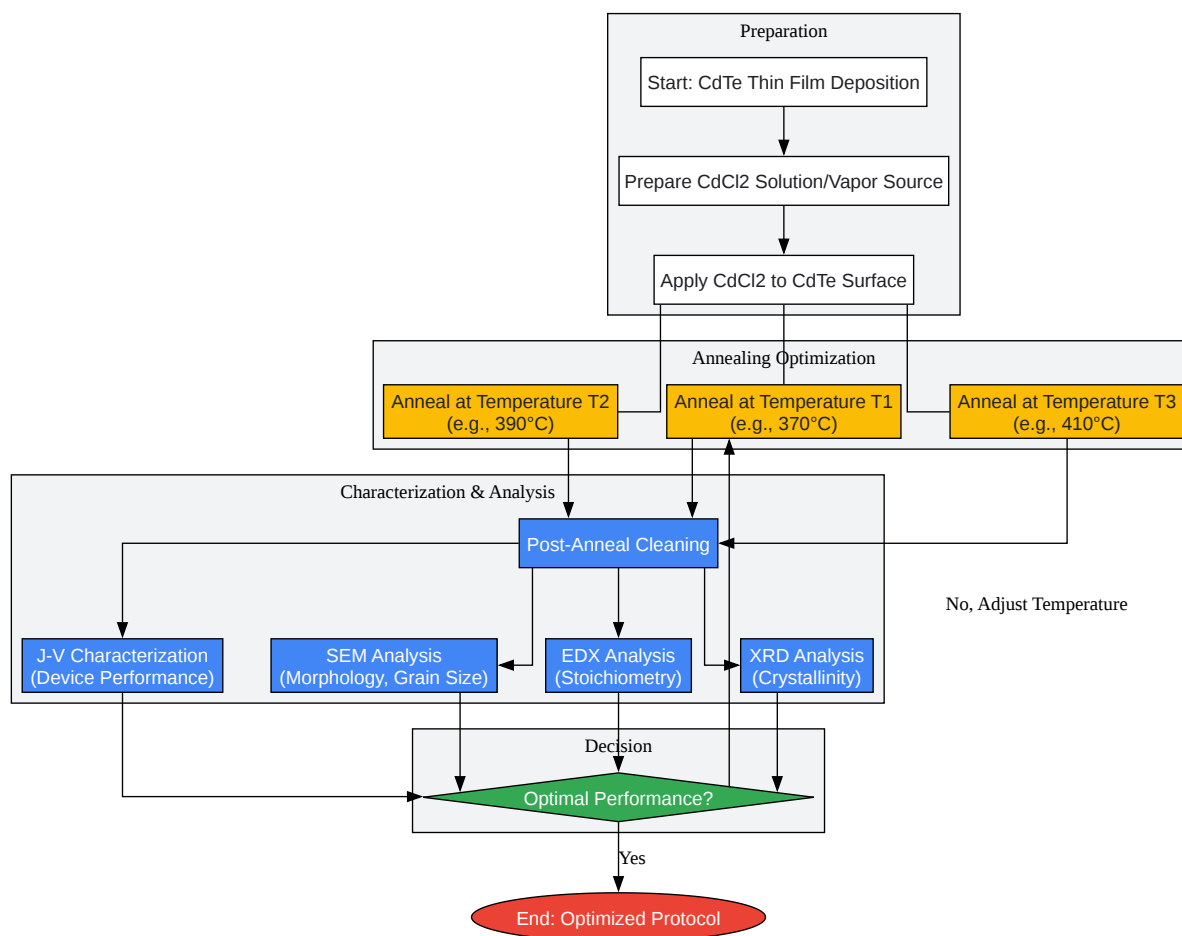 Preparation
Start: CdTe Thin Film Deposition
Prepare CdCl2 Solution/Vapor Source
Apply CdCl2 to CdTe Surface
Annealing Optimization
Anneal at Temperature T2
(e.g., 390°C)
Anneal at Temperature T1
(e.g., 370°C)
Anneal at Temperature T3
(e.g., 410°C)
Characterization & Analysis
Post-Anneal Cleaning
No, Adjust Temperature
J-V Characterization
(Device Performance)
SEM Analysis
(Morphology, Grain Size)
EDX Analysis
(Stoichiometry)
XRD Analysis
(Crystallinity)
Decision
Optimal Performance?
Yes
End: Optimized Protocol